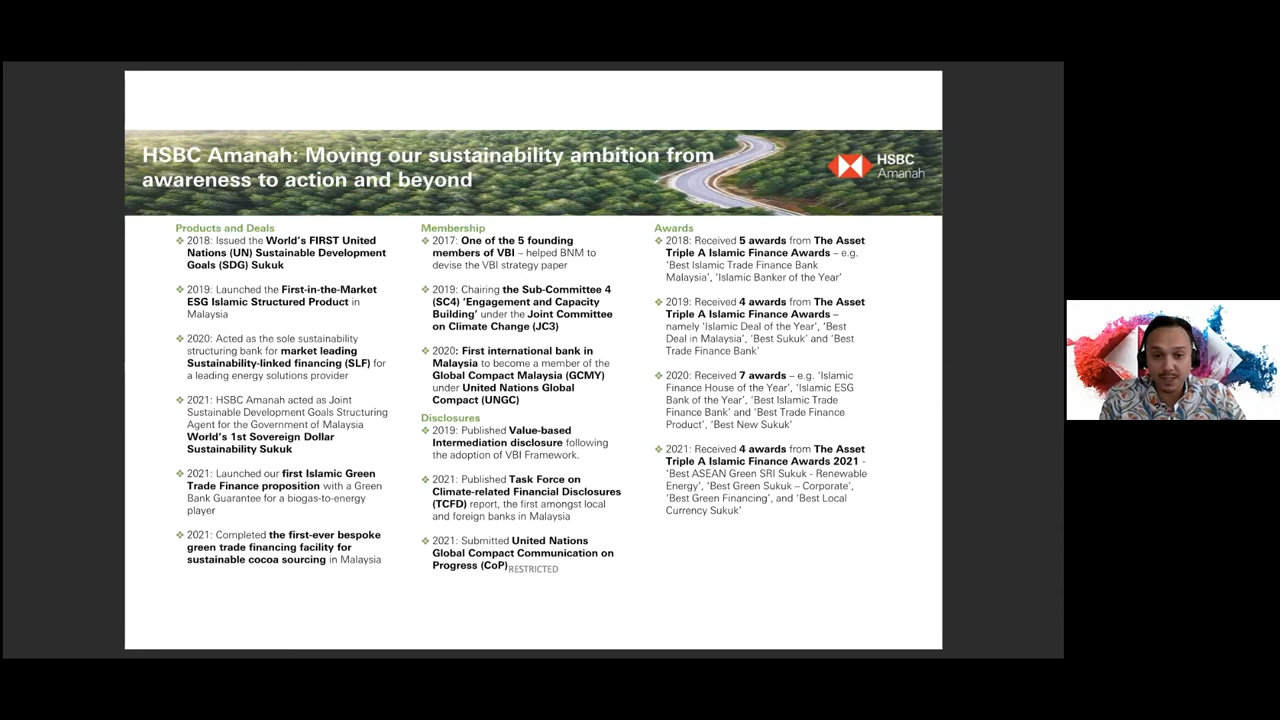 HSBC Amanah: Moving our sustainability ambition from
awareness to action and beyond
HSBC
Amanah
Products and Deals
❖ 2018: Issued the World's FIRST United
Nations (UN) Sustainable Development
Goals (SDG) Sukuk
❖ 2019: Launched the First-in-the-Market
ESG Islamic Structured Product in
Malaysia
❖ 2020: Acted as the sole sustainability
structuring bank for market leading
Sustainability-linked financing (SLF) for
a leading energy solutions provider
❖ 2021: HSBC Amanah acted as Joint
Sustainable Development Goals Structuring
Agent for the Government of Malaysia
World's 1st Sovereign Dollar
Sustainability Sukuk
❖ 2021: Launched our first Islamic Green
Trade Finance proposition with a Green
Bank Guarantee for a biogas-to-energy
player
❖ 2021: Completed the first-ever bespoke
green trade financing facility for
sustainable cocoa sourcing in Malaysia
Membership
❖ 2017: One of the 5 founding
members of VBI – helped BNM to
devise the VBI strategy paper
❖ 2019: Chairing the Sub-Committee 4
(SC4) 'Engagement and Capacity
Building' under the Joint Committee
on Climate Change (JC3)
❖ 2020: First international bank in
Malaysia to become a member of the
Global Compact Malaysia (GCMY)
under United Nations Global
Compact (UNGC)
Disclosures
❖ 2019: Published Value-based
Intermediation disclosure following
the adoption of VBI Framework.
❖ 2021: Published Task Force on
Climate-related Financial Disclosures
(TCFD) report, the first amongst local
and foreign banks in Malaysia
❖ 2021: Submitted United Nations
Global Compact Communication on
Progress (CoP)
RESTRICTED
Awards
❖ 2018: Received 5 awards from The Asset
Triple A Islamic Finance Awards – e.g.
'Best Islamic Trade Finance Bank
Malaysia', 'Islamic Banker of the Year'
❖ 2019: Received 4 awards from The Asset
Triple A Islamic Finance Awards –
namely 'Islamic Deal of the Year', 'Best
Deal in Malaysia', 'Best Sukuk' and 'Best
Trade Finance Bank'
❖ 2020: Received 7 awards – e.g. 'Islamic
Finance House of the Year', 'Islamic ESG
Bank of the Year', 'Best Islamic Trade
Finance Bank' and 'Best Trade Finance
Product', 'Best New Sukuk'
❖ 2021: Received 4 awards from The Asset
Triple A Islamic Finance Awards 2021 -
'Best ASEAN Green SRI Sukuk - Renewable
Energy', 'Best Green Sukuk – Corporate',
'Best Green Financing', and 'Best Local
Currency Sukuk'